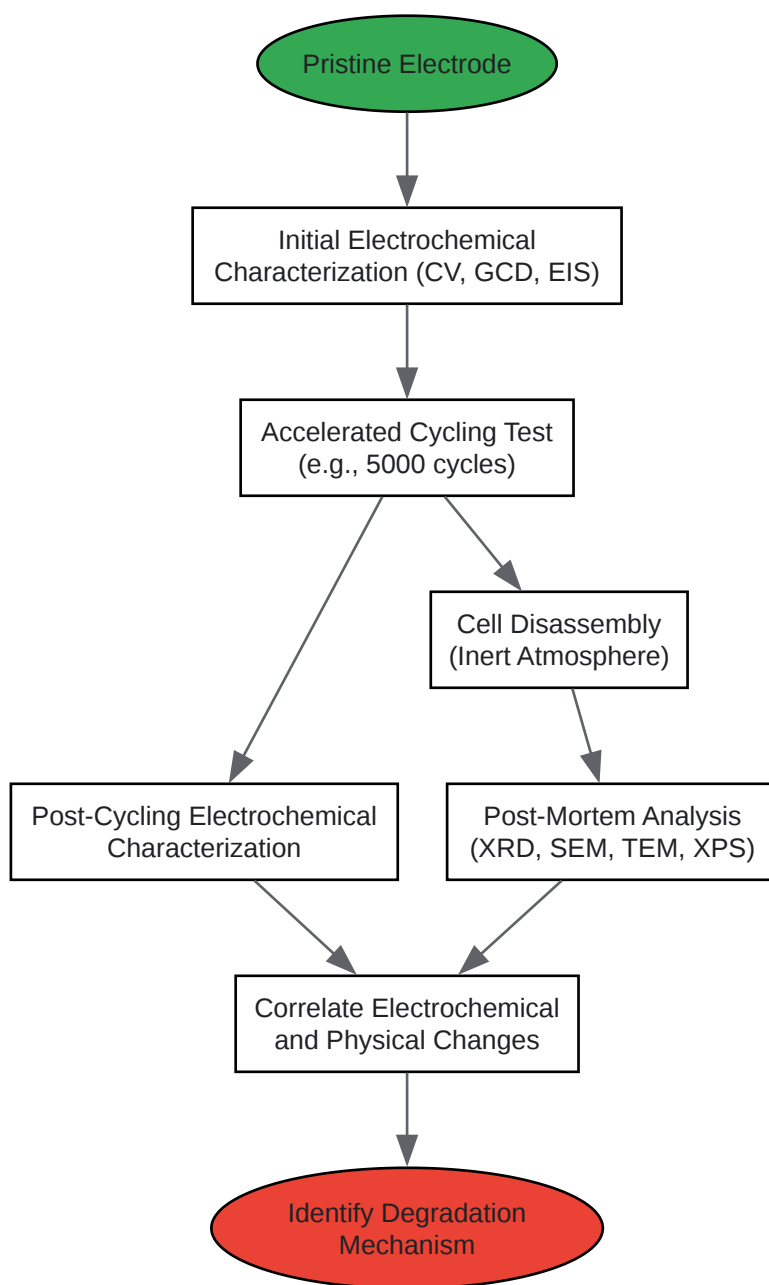 Pristine Electrode
Initial Electrochemical
Characterization (CV, GCD, EIS)
Accelerated Cycling Test
(e.g., 5000 cycles)
Cell Disassembly
(Inert Atmosphere)
Post-Cycling Electrochemical
Characterization
Post-Mortem Analysis
(XRD, SEM, TEM, XPS)
Correlate Electrochemical
and Physical Changes
Identify Degradation
Mechanism